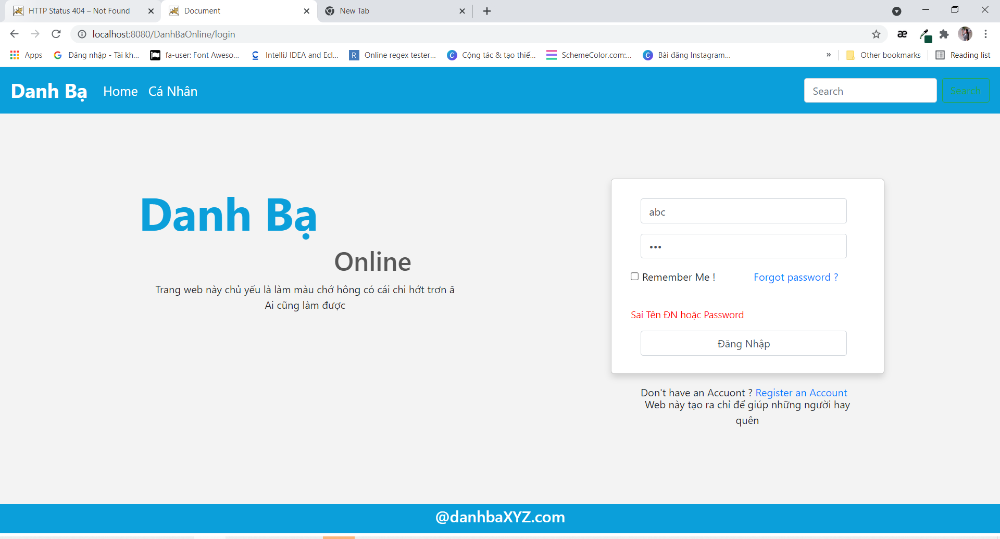 HTTP Status 404 – Not Found
Document
New Tab
localhost:8080/DanhBaOnline/login
Apps
Đăng nhập - Tài kh...
fa-user: Font Aweso...
IntelliJ IDEA and Ecl...
R
Online regex tester...
Cộng tác & tạo thiế...
SchemeColor.com:...
Bài đăng Instagram...
»
Other bookmarks
Reading list
Danh Bạ
Home
Cá Nhân
Search
Search
Danh Bạ
Online
Trang web này chủ yếu là làm màu chớ hông có cái chi hớt trơn ă
Ai cũng làm được
abc
•••
Remember Me !
Forgot password ?
Sai Tên ĐN hoặc Password
Đăng Nhập
Don't have an Accuont ? Register an Account
Web này tạo ra chỉ để giúp những người hay
quên
@danhbaXYZ.com